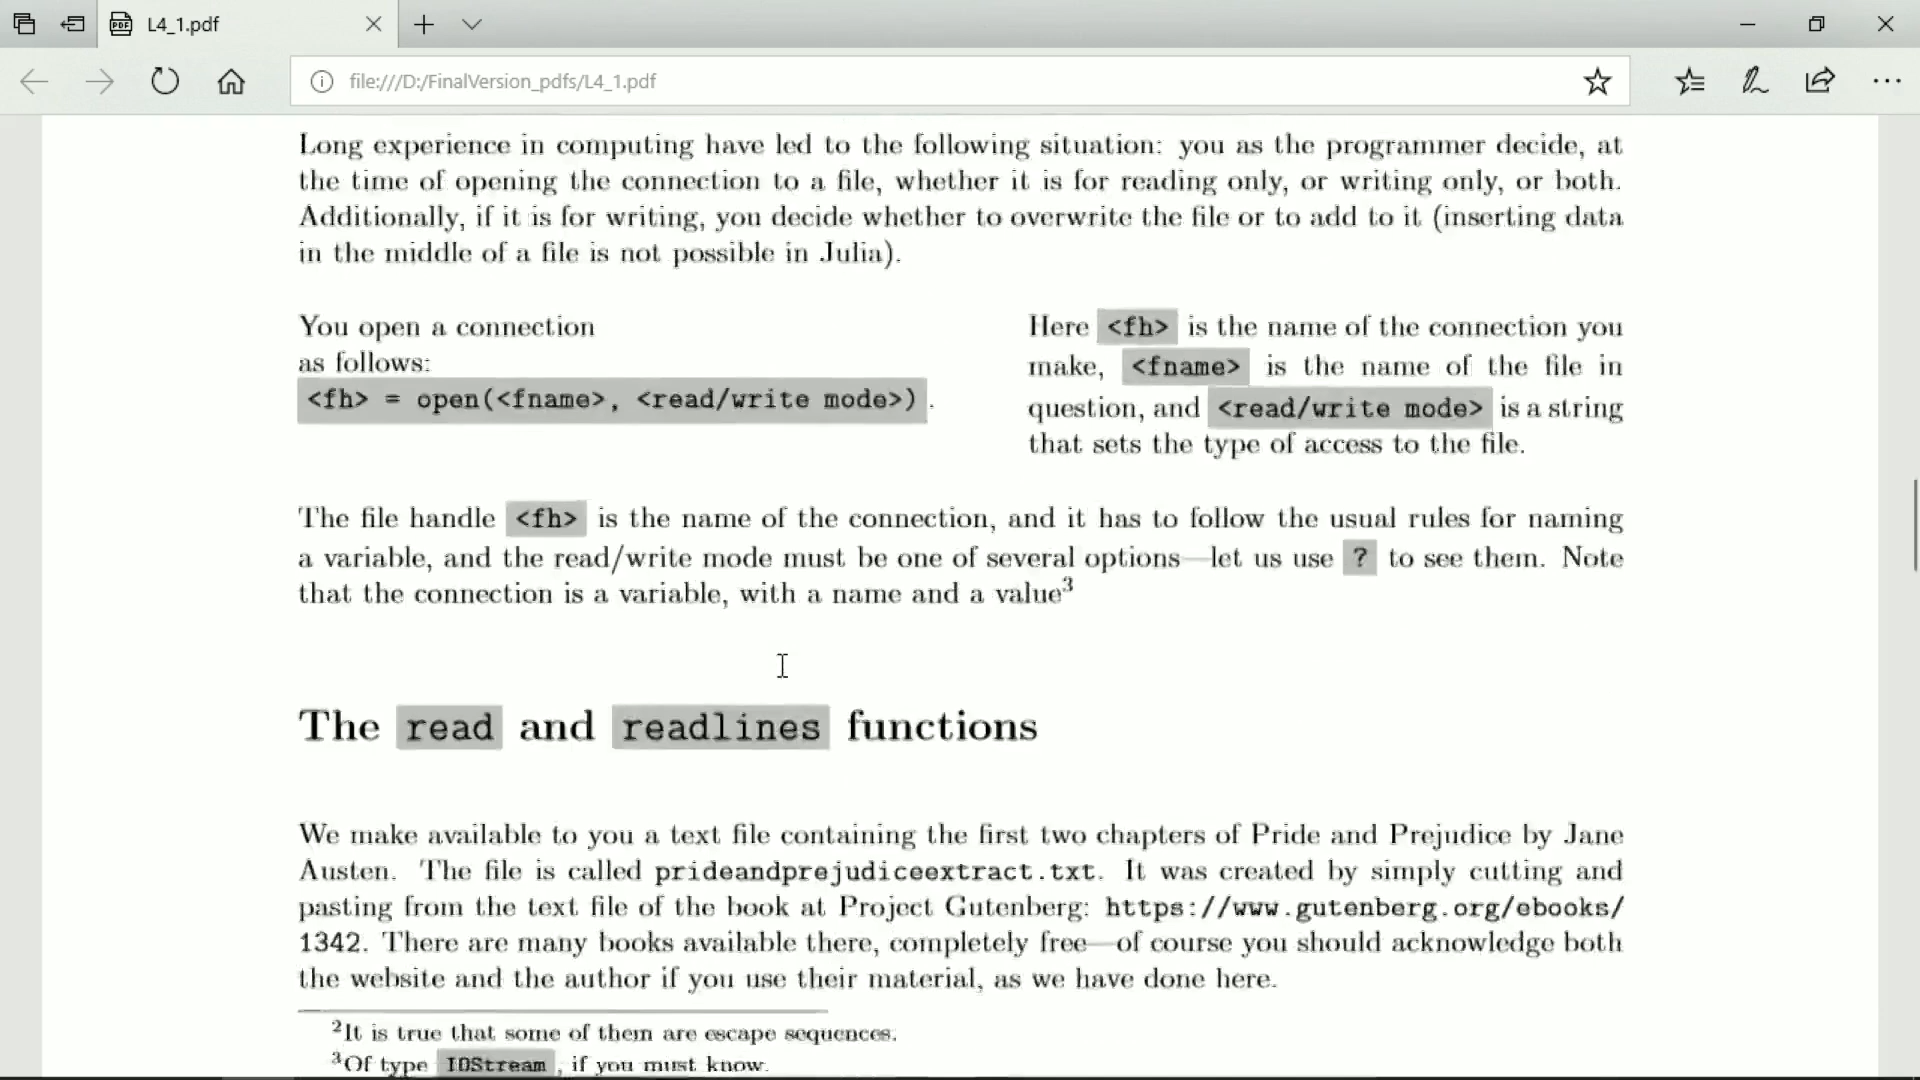 L4_1.pdf
file:///D:/FinalVersion_pdfs/L4_1.pdf
Long experience in computing have led to the following situation: you as the programmer decide, at
the time of opening the connection to a file, whether it is for reading only, or writing only, or both.
Additionally, if it is for writing, you decide whether to overwrite the file or to add to it (inserting data
in the middle of a file is not possible in Julia).
You open a connection
as follows:
<fh> = open(<fname>, <read/write mode>) .
Here <fh> is the name of the connection you
make, <fname> is the name of the file in
question, and <read/write mode> is a string
that sets the type of access to the file.
The file handle <fh> is the name of the connection, and it has to follow the usual rules for naming
a variable, and the read/write mode must be one of several options—let us use ? to see them. Note
that the connection is a variable, with a name and a value³
The read and readlines functions
We make available to you a text file containing the first two chapters of Pride and Prejudice by Jane
Austen. The file is called prideandprejudiceextract.txt. It was created by simply cutting and
pasting from the text file of the book at Project Gutenberg: https://www.gutenberg.org/ebooks/
1342. There are many books available there, completely free—of course you should acknowledge both
the website and the author if you use their material, as we have done here.
²It is true that some of them are escape sequences.
³Of type IOStream , if you must know.